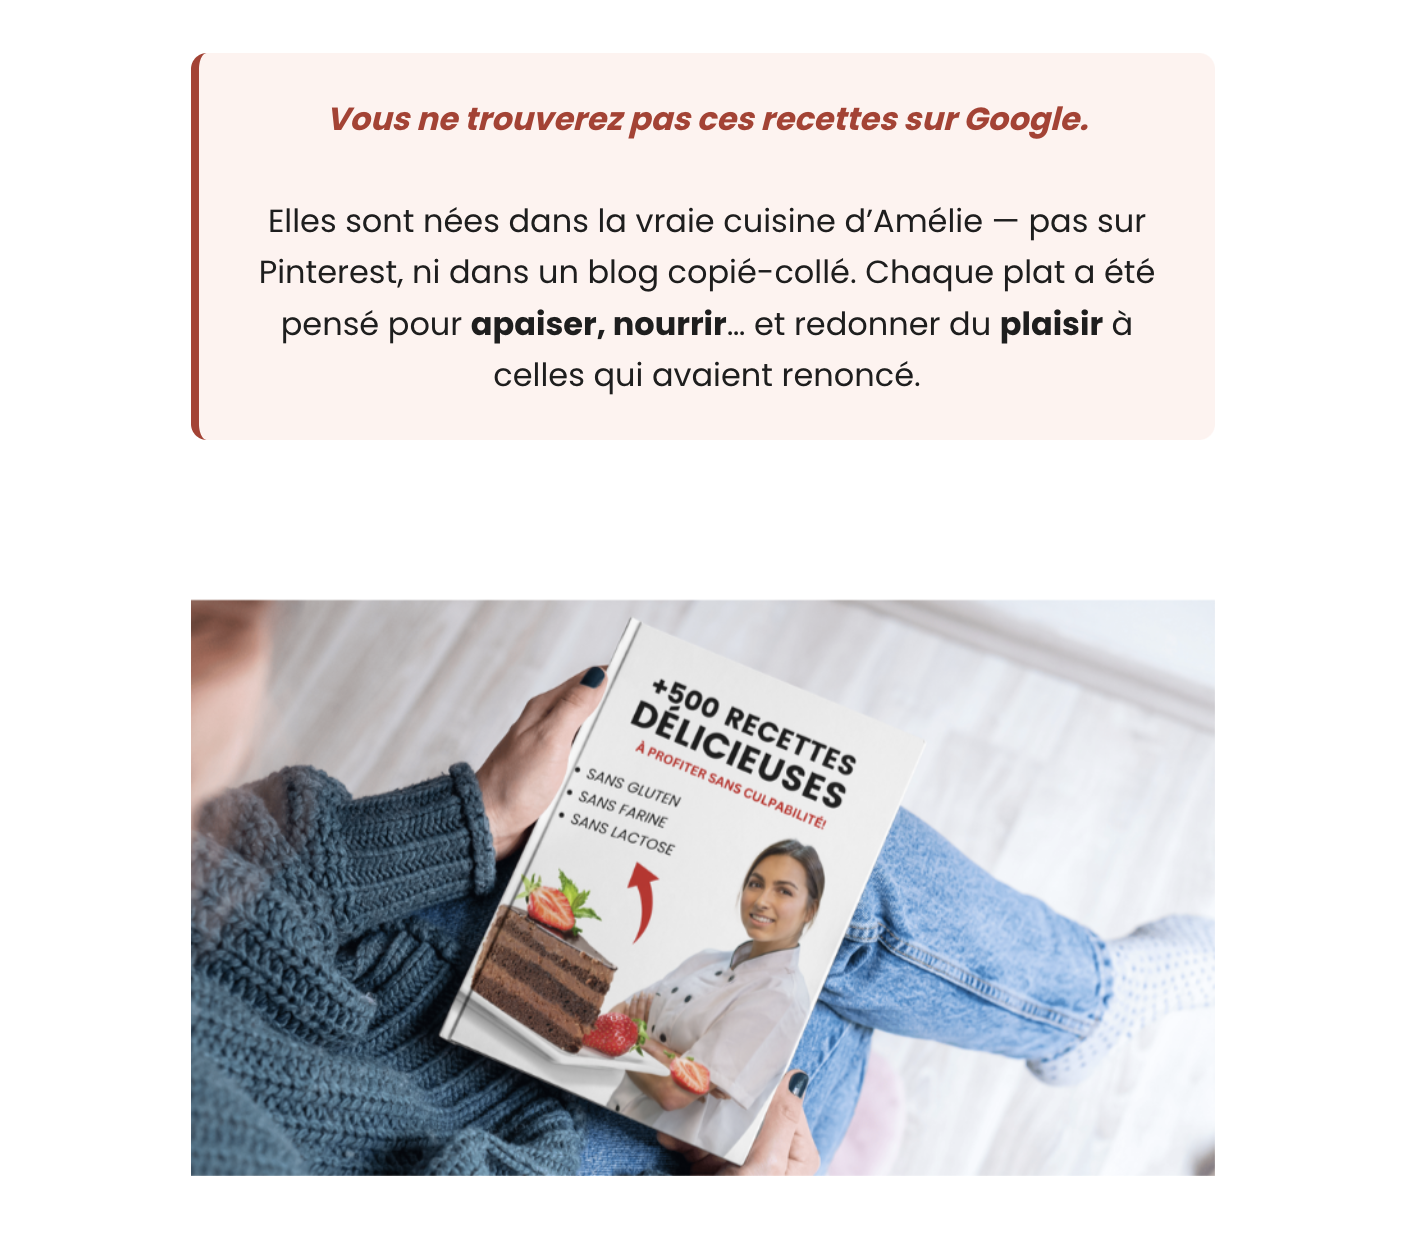 Vous ne trouverez pas ces recettes sur Google.
Elles sont nées dans la vraie cuisine d’Amélie — pas sur
Pinterest, ni dans un blog copié-collé. Chaque plat a été
pensé pour apaiser, nourrir… et redonner du plaisir à
celles qui avaient renoncé.
+500 RECETTES
DÉLICIEUSES
À PROFITER SANS CULPABILITÉ!
• SANS GLUTEN
• SANS FARINE
• SANS LACTOSE